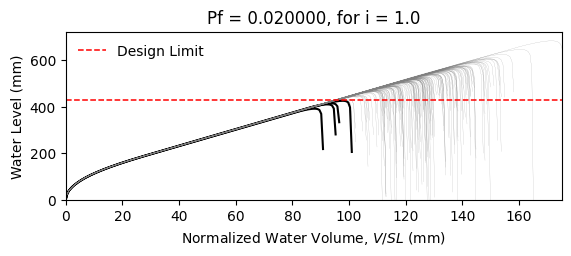 Pf = 0.020000, for i = 1.0
Design Limit
Water Level (mm)
600
400
200
0
0 20 40 60 80 100 120 140 160
Normalized Water Volume, V/SL (mm)